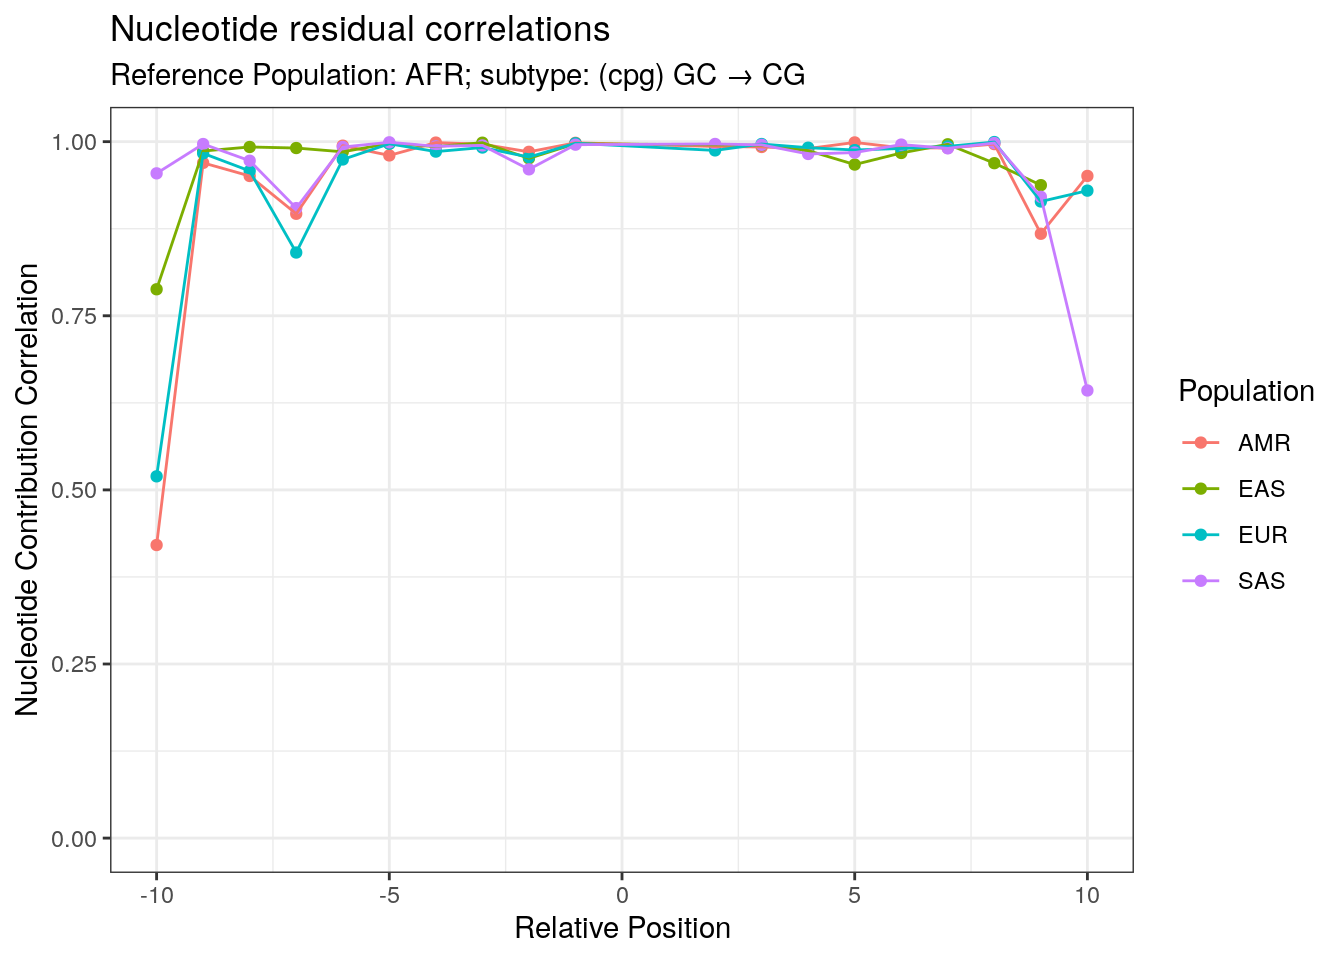 Nucleotide residual correlations
Reference Population: AFR; subtype: (cpg) GC → CG
Nucleotide Contribution Correlation
1.00
0.75
0.50
0.25
0.00
-10
-5
0
5
10
Relative Position
Population
AMR
EAS
EUR
SAS